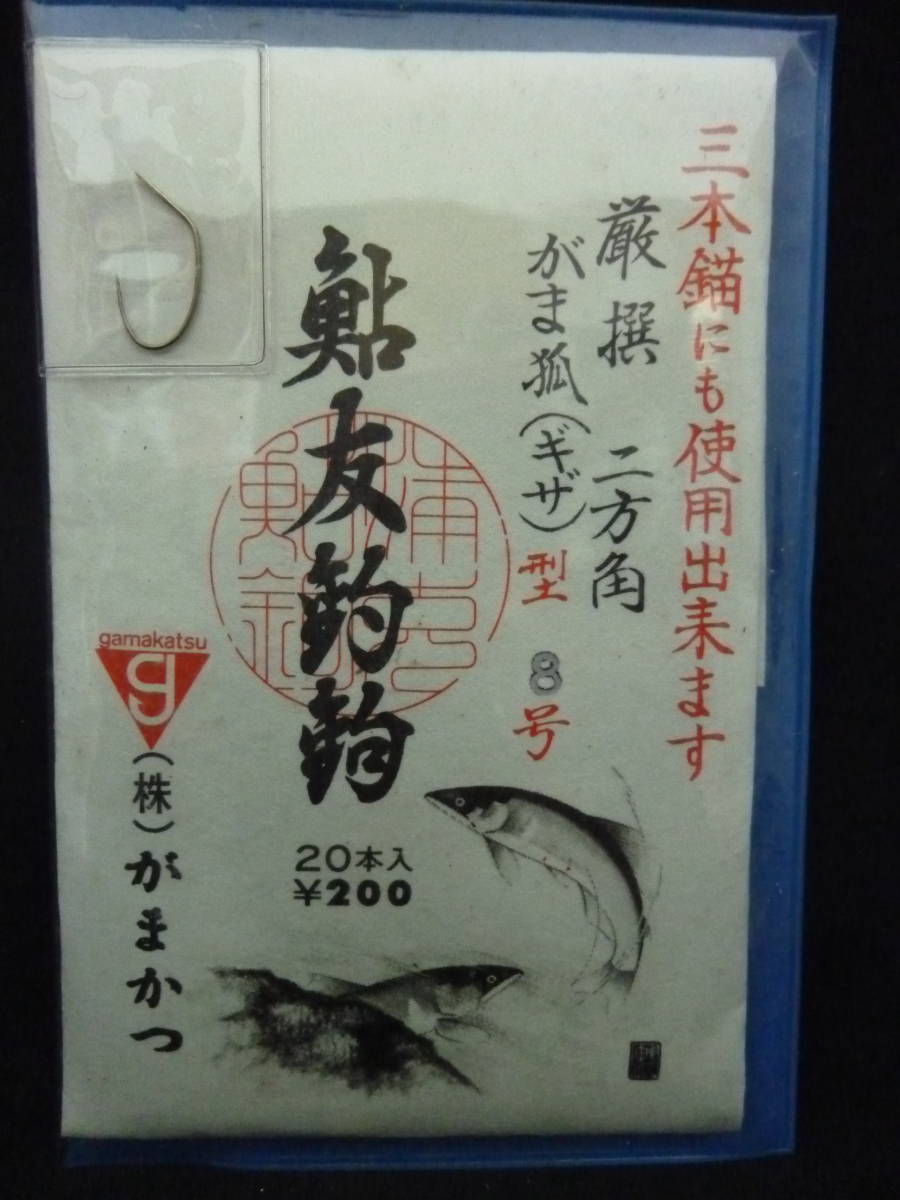 三本錨にも使用出来ます
厳撰 二方角
がま狐(ギザ)型 8号
鮎友釣鈎
20本入
¥200
gamakatsu
g
(株)がまかつ